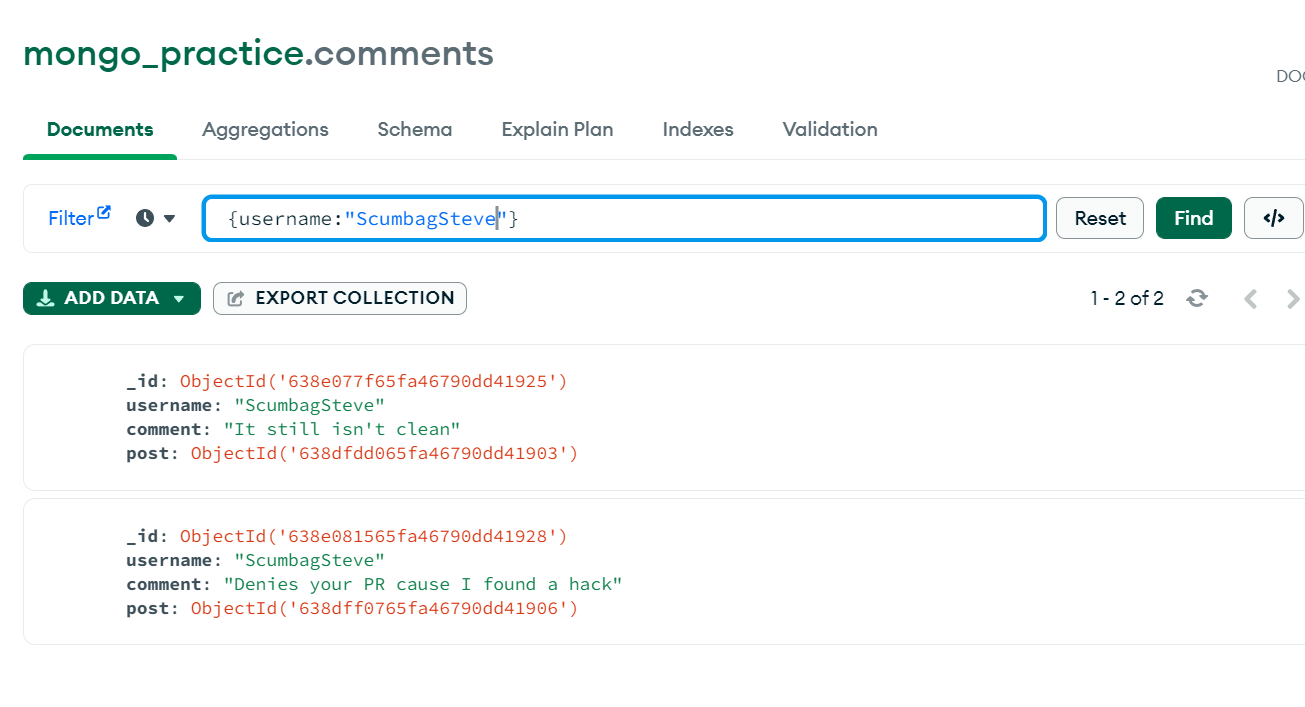 mongo_practice.comments
DOC
Documents Aggregations Schema Explain Plan Indexes Validation
Filter {username:"ScumbagSteve"} Reset Find </>
ADD DATA EXPORT COLLECTION 1 - 2 of 2
_id: ObjectId('638e077f65fa46790dd41925')
username: "ScumbagSteve"
comment: "It still isn't clean"
post: ObjectId('638dfdd065fa46790dd41903')
_id: ObjectId('638e081565fa46790dd41928')
username: "ScumbagSteve"
comment: "Denies your PR cause I found a hack"
post: ObjectId('638dff0765fa46790dd41906')